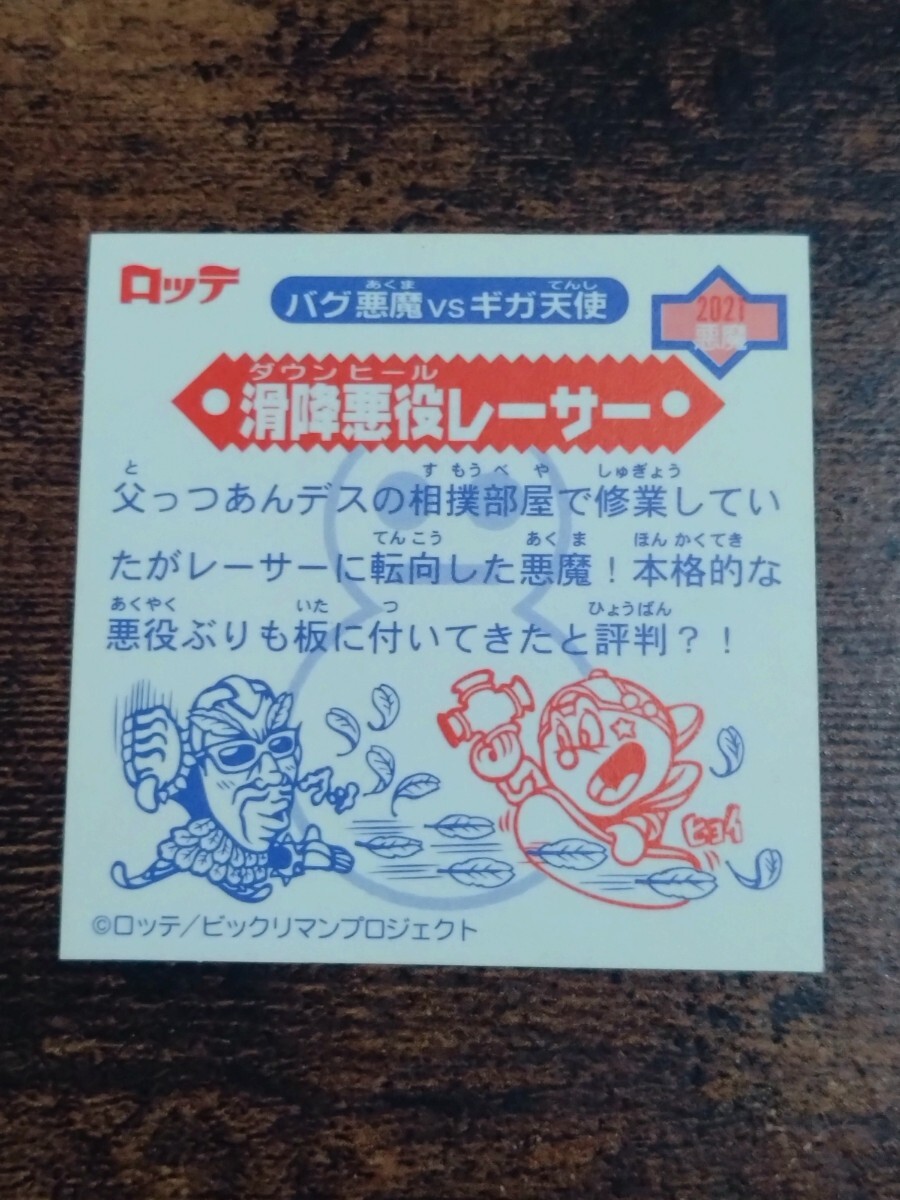 ロッテ
あくま てんし
バグ悪魔vsギガ天使
2021
悪魔
ダウンヒール
滑降悪役レーサー
と す もう べ や しゅぎょう
父っつあんデスの相撲部屋で修業してい
てんこう あく ま ほん かくてき
たがレーサーに転向した悪魔！本格的な
あくやく いた つ ひょうばん
悪役ぶりも板に付いてきたと評判？！
ヒョイ
©ロッテ／ビックリマンプロジェクト